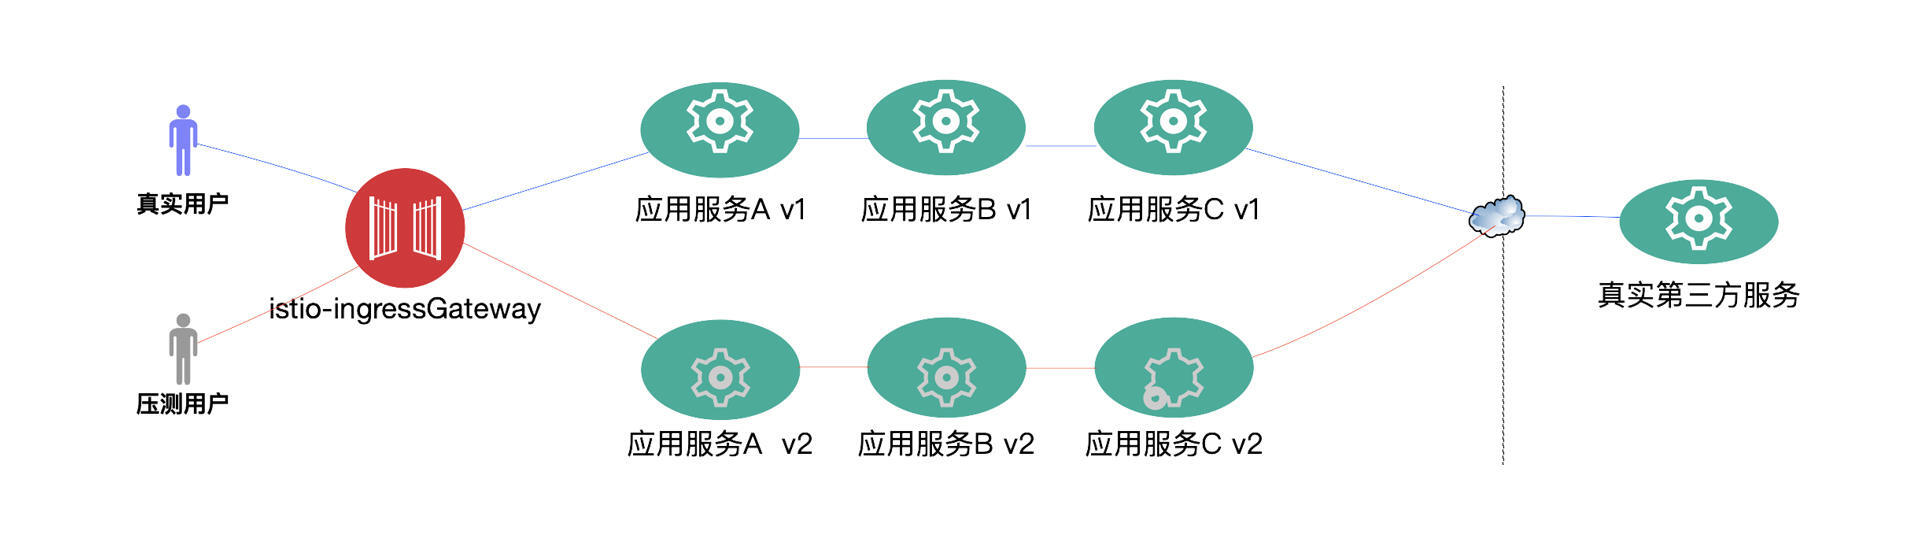 真实用户
压测用户
istio-ingressGateway
应用服务A v1
应用服务B v1
应用服务C v1
应用服务A v2
应用服务B v2
应用服务C v2
真实第三方服务